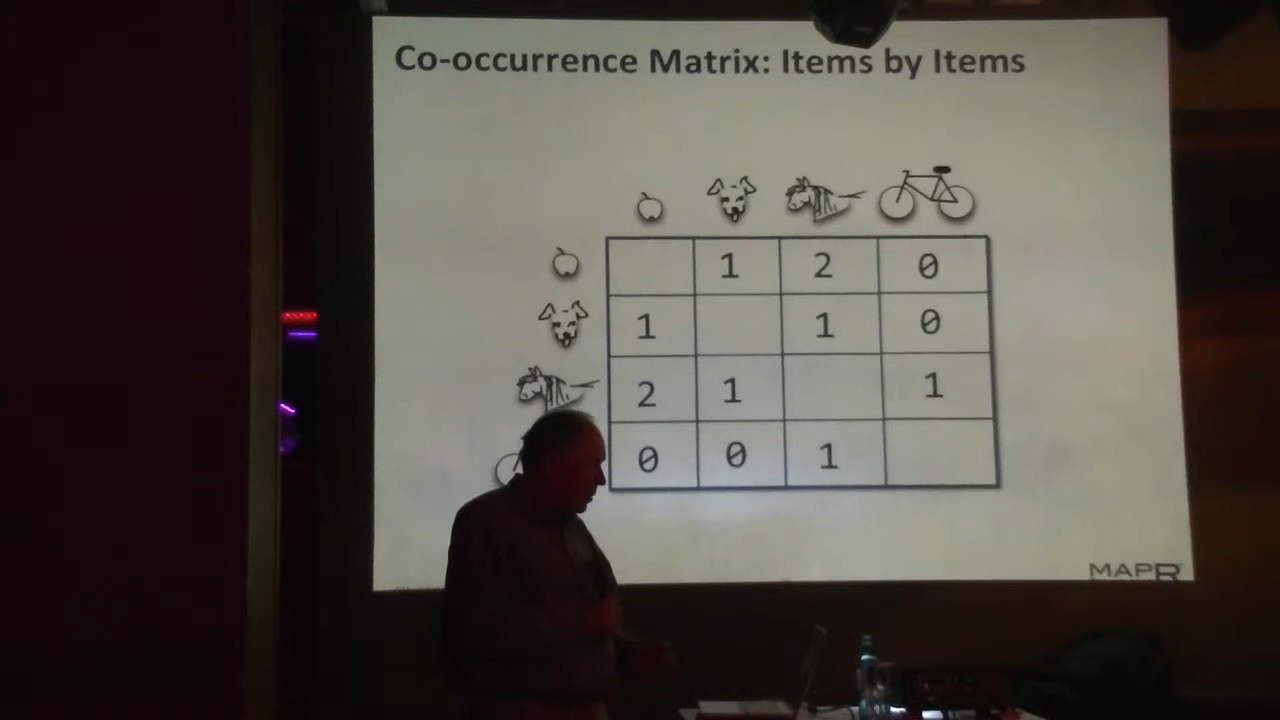 Co-occurrence Matrix: Items by Items
1 2 0
1 1 0
2 1 1
0 0 1
MAPR